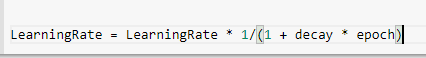 LearningRate = LearningRate * 1/(1 + decay * epoch)